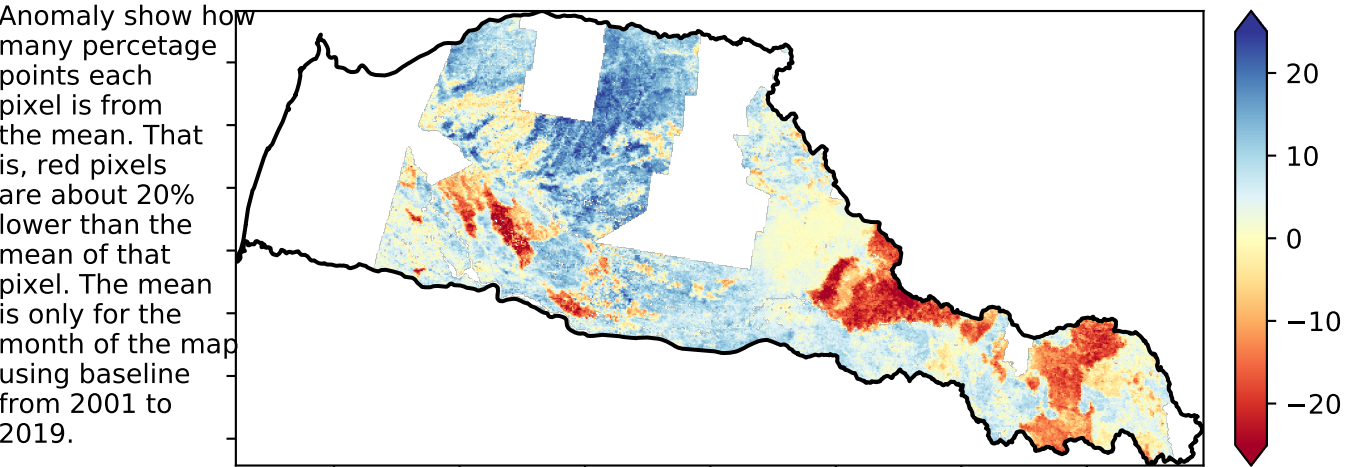 Anomaly show how
many percetage
points each
pixel is from
the mean. That
is, red pixels
are about 20%
lower than the
mean of that
pixel. The mean
is only for the
month of the map
using baseline
from 2001 to
2019.
20
10
0
−10
−20